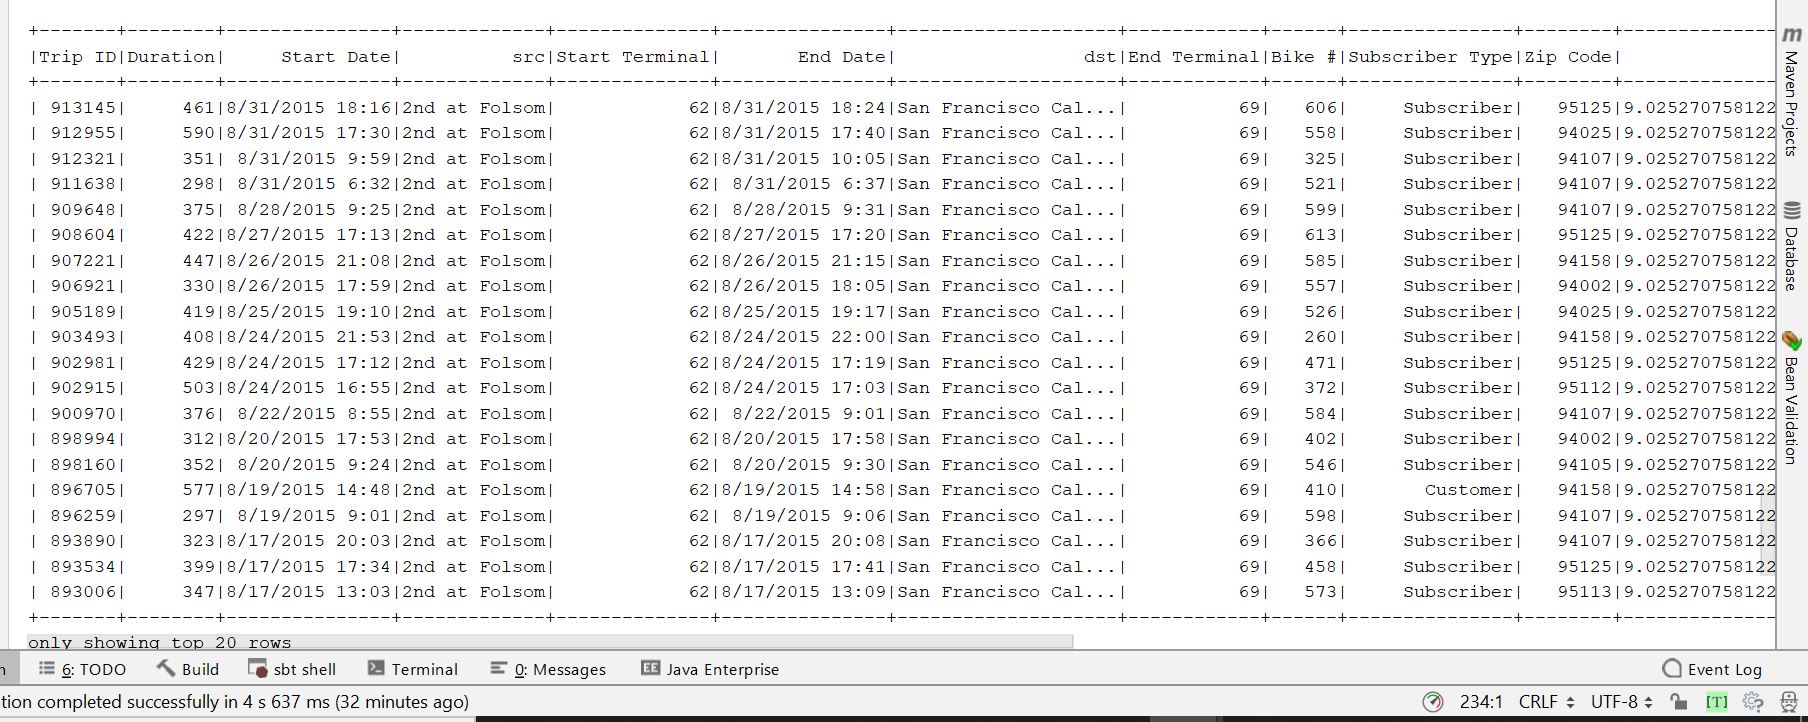 +-------+--------+---------------+-------------+--------------+---------------+--------------------+------------+------+---------------+--------+--------------
|Trip ID|Duration|     Start Date|          src|Start Terminal|       End Date|                 dst|End Terminal|Bike #|Subscriber Type|Zip Code|
+-------+--------+---------------+-------------+--------------+---------------+--------------------+------------+------+---------------+--------+--------------
| 913145|     461|8/31/2015 18:16|2nd at Folsom|            62|8/31/2015 18:24|San Francisco Cal...|          69|   606|     Subscriber|   95125|9.025270758122
| 912955|     590|8/31/2015 17:30|2nd at Folsom|            62|8/31/2015 17:40|San Francisco Cal...|          69|   558|     Subscriber|   94025|9.025270758122
| 912321|     351| 8/31/2015 9:59|2nd at Folsom|            62|8/31/2015 10:05|San Francisco Cal...|          69|   325|     Subscriber|   94107|9.025270758122
| 911638|     298| 8/31/2015 6:32|2nd at Folsom|            62| 8/31/2015 6:37|San Francisco Cal...|          69|   521|     Subscriber|   94107|9.025270758122
| 909648|     375| 8/28/2015 9:25|2nd at Folsom|            62| 8/28/2015 9:31|San Francisco Cal...|          69|   599|     Subscriber|   94107|9.025270758122
| 908604|     422|8/27/2015 17:13|2nd at Folsom|            62|8/27/2015 17:20|San Francisco Cal...|          69|   613|     Subscriber|   95125|9.025270758122
| 907221|     447|8/26/2015 21:08|2nd at Folsom|            62|8/26/2015 21:15|San Francisco Cal...|          69|   585|     Subscriber|   94158|9.025270758122
| 906921|     330|8/26/2015 17:59|2nd at Folsom|            62|8/26/2015 18:05|San Francisco Cal...|          69|   557|     Subscriber|   94002|9.025270758122
| 905189|     419|8/25/2015 19:10|2nd at Folsom|            62|8/25/2015 19:17|San Francisco Cal...|          69|   526|     Subscriber|   94025|9.025270758122
| 903493|     408|8/24/2015 21:53|2nd at Folsom|            62|8/24/2015 22:00|San Francisco Cal...|          69|   260|     Subscriber|   94158|9.025270758122
| 902981|     429|8/24/2015 17:12|2nd at Folsom|            62|8/24/2015 17:19|San Francisco Cal...|          69|   471|     Subscriber|   95125|9.025270758122
| 902915|     503|8/24/2015 16:55|2nd at Folsom|            62|8/24/2015 17:03|San Francisco Cal...|          69|   372|     Subscriber|   95112|9.025270758122
| 900970|     376| 8/22/2015 8:55|2nd at Folsom|            62| 8/22/2015 9:01|San Francisco Cal...|          69|   584|     Subscriber|   94107|9.025270758122
| 898994|     312|8/20/2015 17:53|2nd at Folsom|            62|8/20/2015 17:58|San Francisco Cal...|          69|   402|     Subscriber|   94002|9.025270758122
| 898160|     352| 8/20/2015 9:24|2nd at Folsom|            62| 8/20/2015 9:30|San Francisco Cal...|          69|   546|     Subscriber|   94105|9.025270758122
| 896705|     577|8/19/2015 14:48|2nd at Folsom|            62|8/19/2015 14:58|San Francisco Cal...|          69|   410|       Customer|   94158|9.025270758122
| 896259|     297| 8/19/2015 9:01|2nd at Folsom|            62| 8/19/2015 9:06|San Francisco Cal...|          69|   598|     Subscriber|   94107|9.025270758122
| 893890|     323|8/17/2015 20:03|2nd at Folsom|            62|8/17/2015 20:08|San Francisco Cal...|          69|   366|     Subscriber|   94107|9.025270758122
| 893534|     399|8/17/2015 17:34|2nd at Folsom|            62|8/17/2015 17:41|San Francisco Cal...|          69|   458|     Subscriber|   95125|9.025270758122
| 893006|     347|8/17/2015 13:03|2nd at Folsom|            62|8/17/2015 13:09|San Francisco Cal...|          69|   573|     Subscriber|   95113|9.025270758122
+-------+--------+---------------+-------------+--------------+---------------+--------------------+------------+------+---------------+--------+--------------
only showing top 20 rows
Maven Projects
Database
Bean Validation
n 6: TODO Build sbt shell Terminal 0: Messages Java Enterprise Event Log
tion completed successfully in 4 s 637 ms (32 minutes ago) 234:1 CRLF UTF-8 [T]